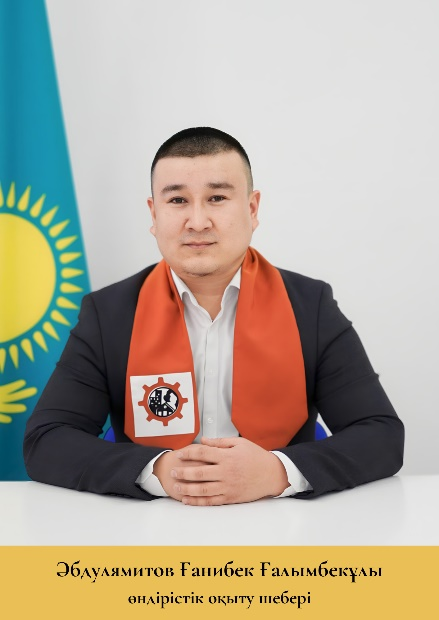 Әбдулямитов Ғанибек Ғалымбекұлы
өндірістік оқыту шебері